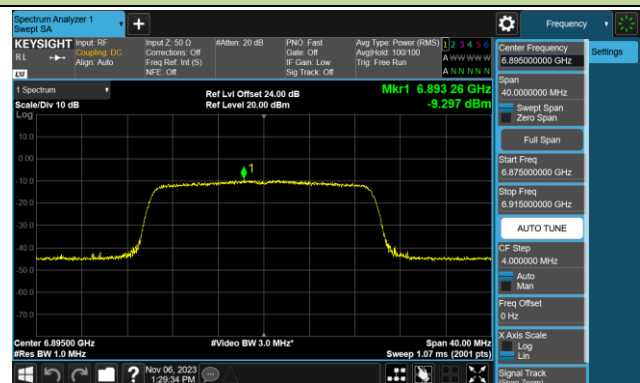 Spectrum Analyzer 1
Swept SA
Frequency
KEYSIGHT
RL
LXI
Input: RF
Coupling: DC
Align: Auto
Input Z: 50 Ω
Corrections: Off
Freq Ref: Int (S)
NFE: Off
#Atten: 20 dB
PNO: Fast
Gate: Off
IF Gain: Low
Sig Track: Off
Avg Type: Power (RMS)
Avg|Hold: 100/100
Trig: Free Run
1 2 3 4 5 6
A W W W W W
A N N N N N
Center Frequency
6.895000000 GHz
Settings
1 Spectrum
Scale/Div 10 dB
Log
Ref Lvl Offset 24.00 dB
Ref Level 20.00 dBm
Mkr1 6.893 26 GHz
-9.297 dBm
Span
40.0000000 MHz
Swept Span
Zero Span
Full Span
Start Freq
6.875000000 GHz
Stop Freq
6.915000000 GHz
AUTO TUNE
CF Step
4.000000 MHz
Auto
Man
Freq Offset
0 Hz
X Axis Scale
Log
Lin
Signal Track
(Span Zoom)
10.0
0.00
-10.0
-20.0
-30.0
-40.0
-50.0
-60.0
-70.0
1
Center 6.89500 GHz
#Res BW 1.0 MHz
#Video BW 3.0 MHz*
Span 40.00 MHz
Sweep 1.07 ms (2001 pts)
Nov 06, 2023
1:29:34 PM